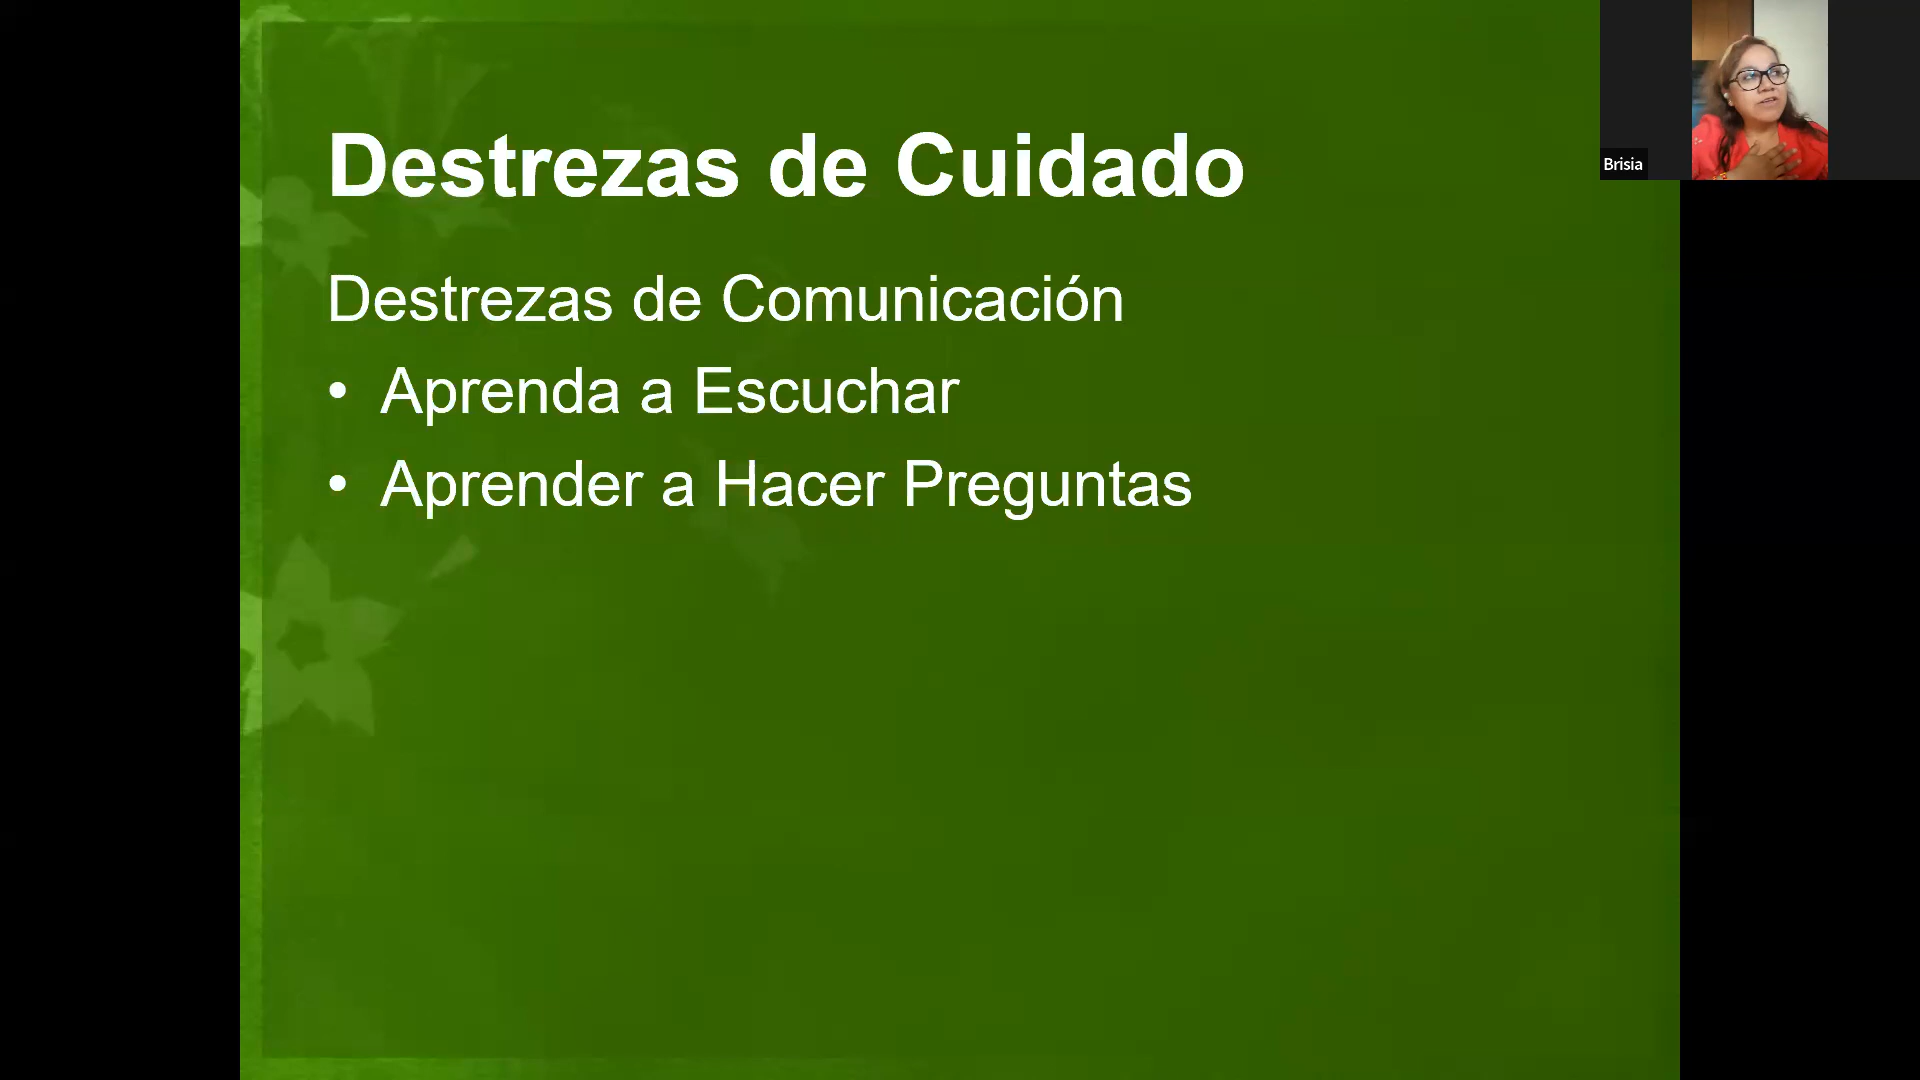 Destrezas de Cuidado
Destrezas de Comunicación
• Aprenda a Escuchar
• Aprender a Hacer Preguntas
Brisia